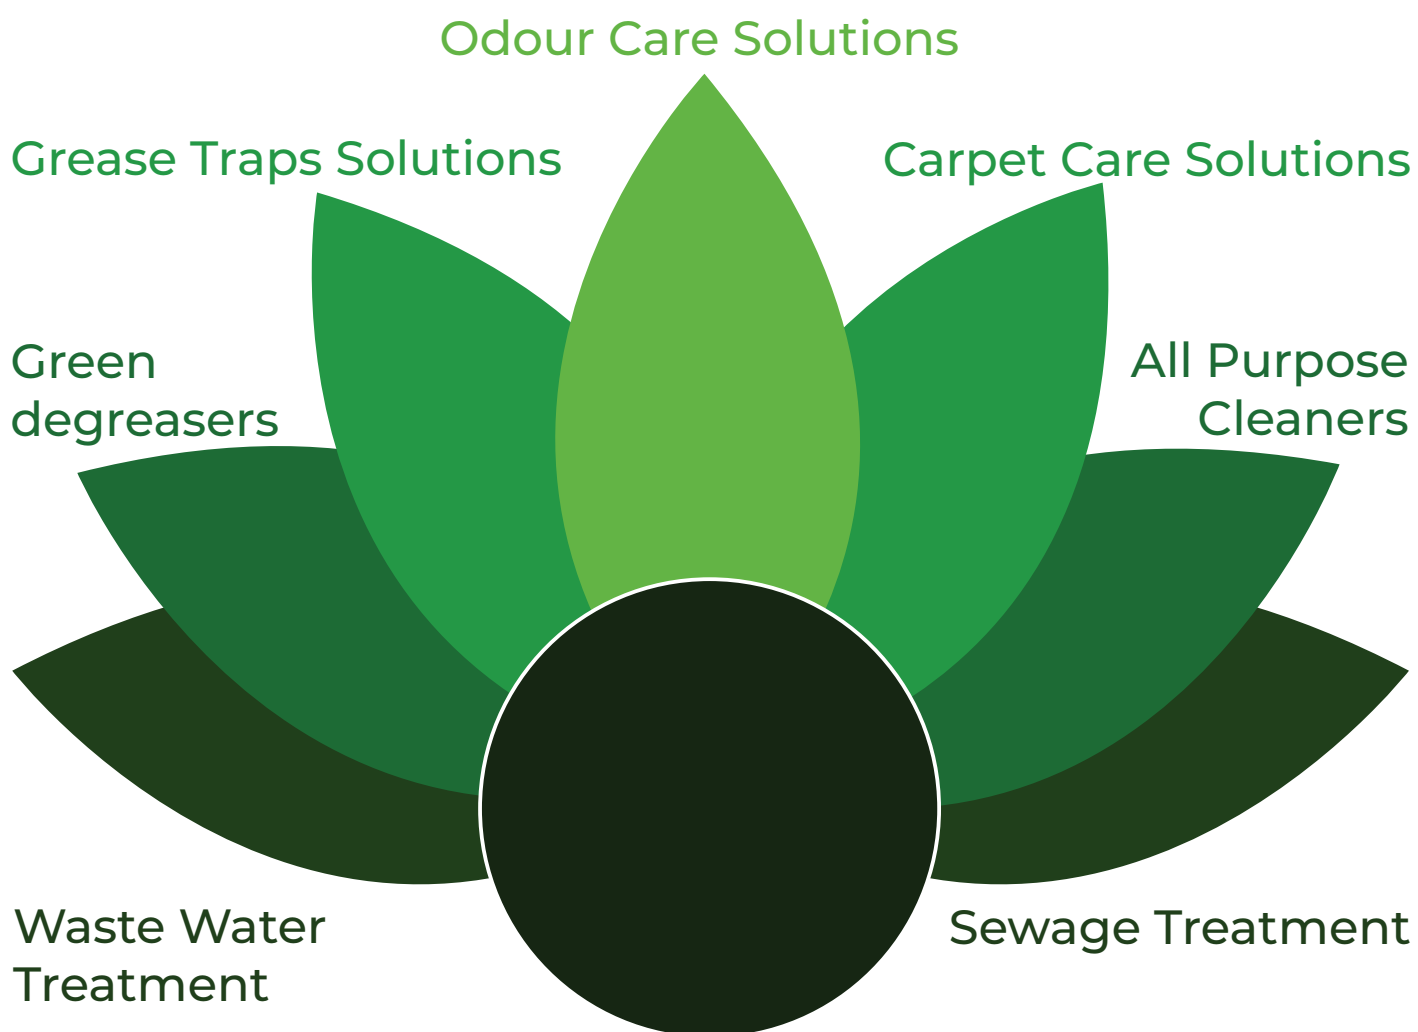 Odour Care Solutions
Grease Traps Solutions
Carpet Care Solutions
Green
degreasers
All Purpose
Cleaners
Waste Water
Treatment
Sewage Treatment